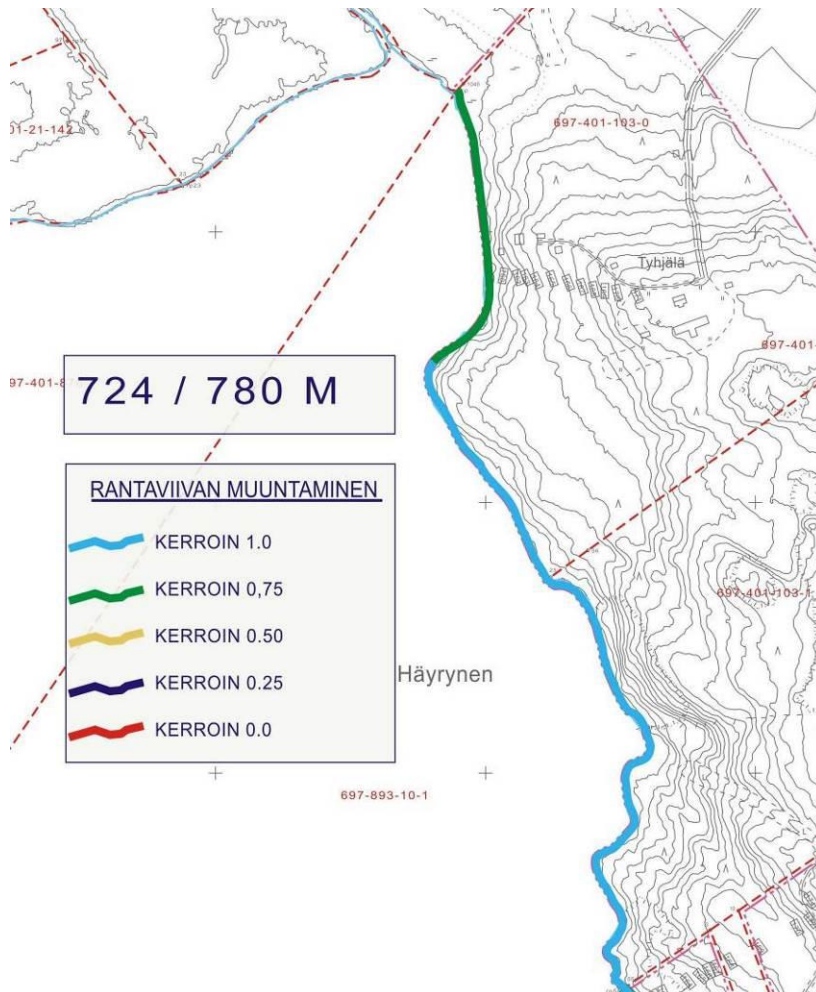 01-21-142
697-401-103-0
Tyhjälä
697-401-
97-401-8
724 / 780 M
RANTAVIIVAN MUUNTAMINEN
KERROIN 1.0
KERROIN 0,75
697-401-103-1
KERROIN 0.50
KERROIN 0.25
Häyrynen
KERROIN 0.0
697-893-10-1